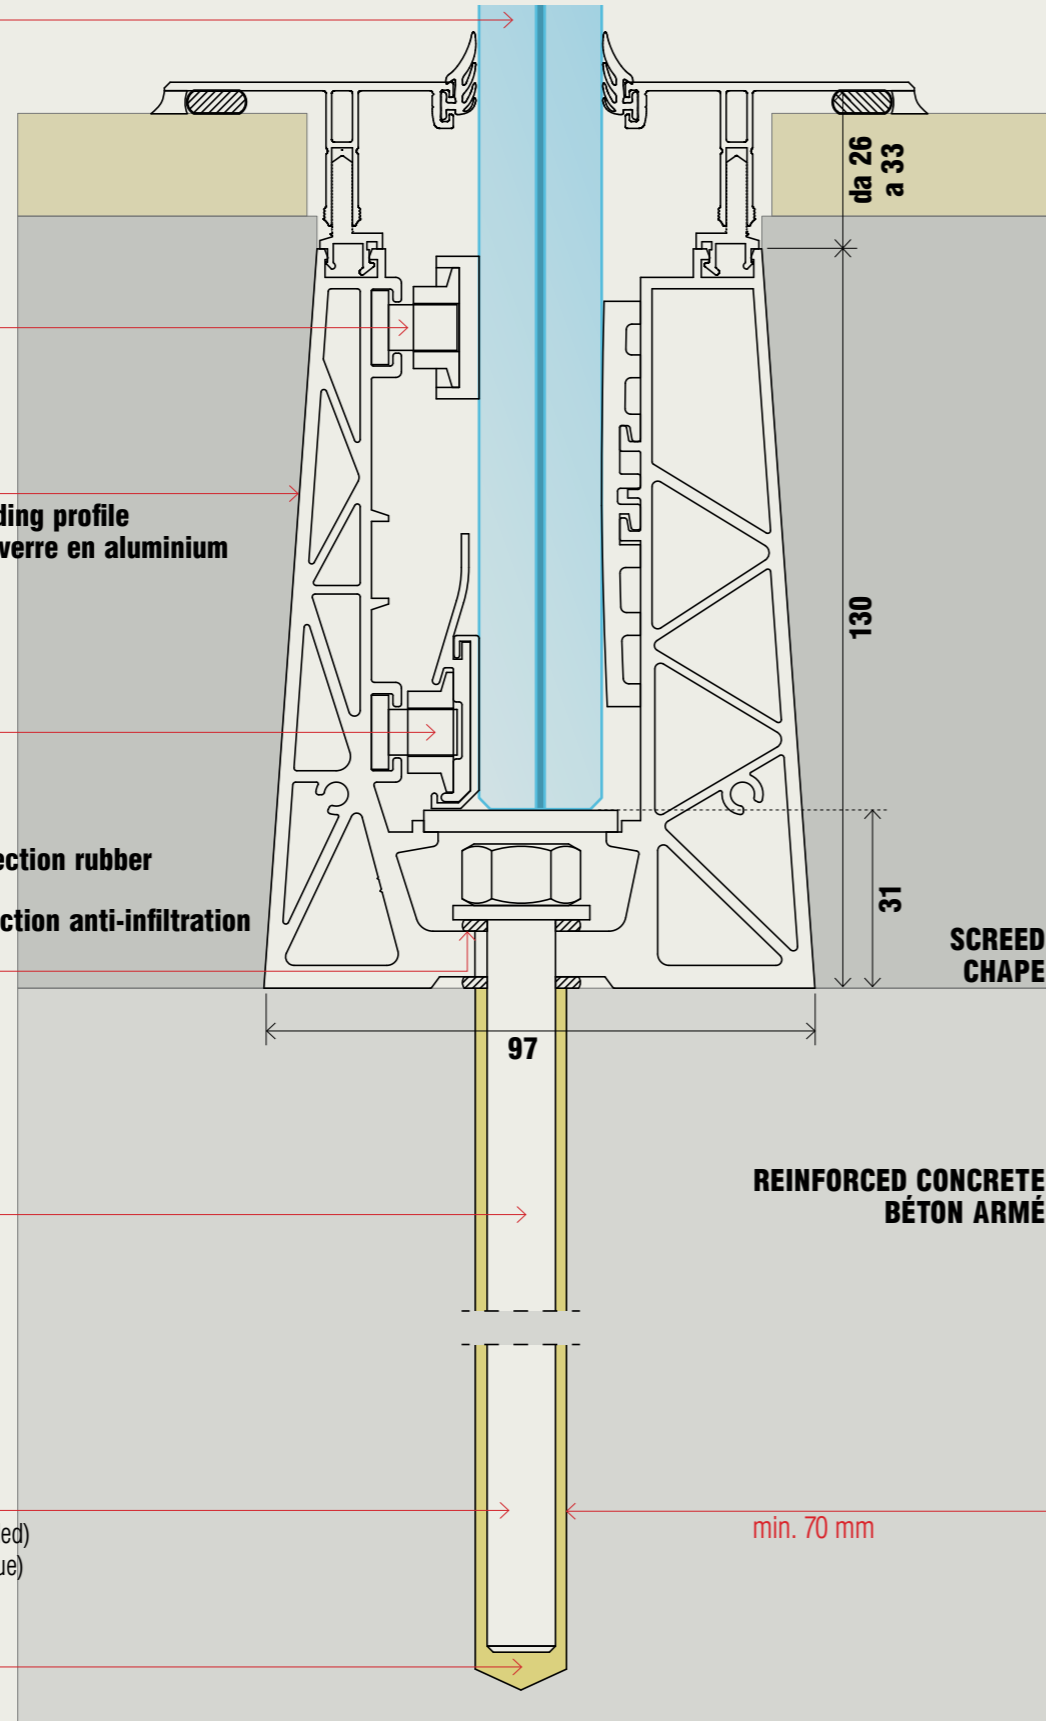 da 26
a 33
ding profile
verre en aluminium
130
ection rubber
ction anti-infiltration
31
SCREED
CHAPE
97
REINFORCED CONCRETE
BÉTON ARMÉ
min. 70 mm
ed)
ue)